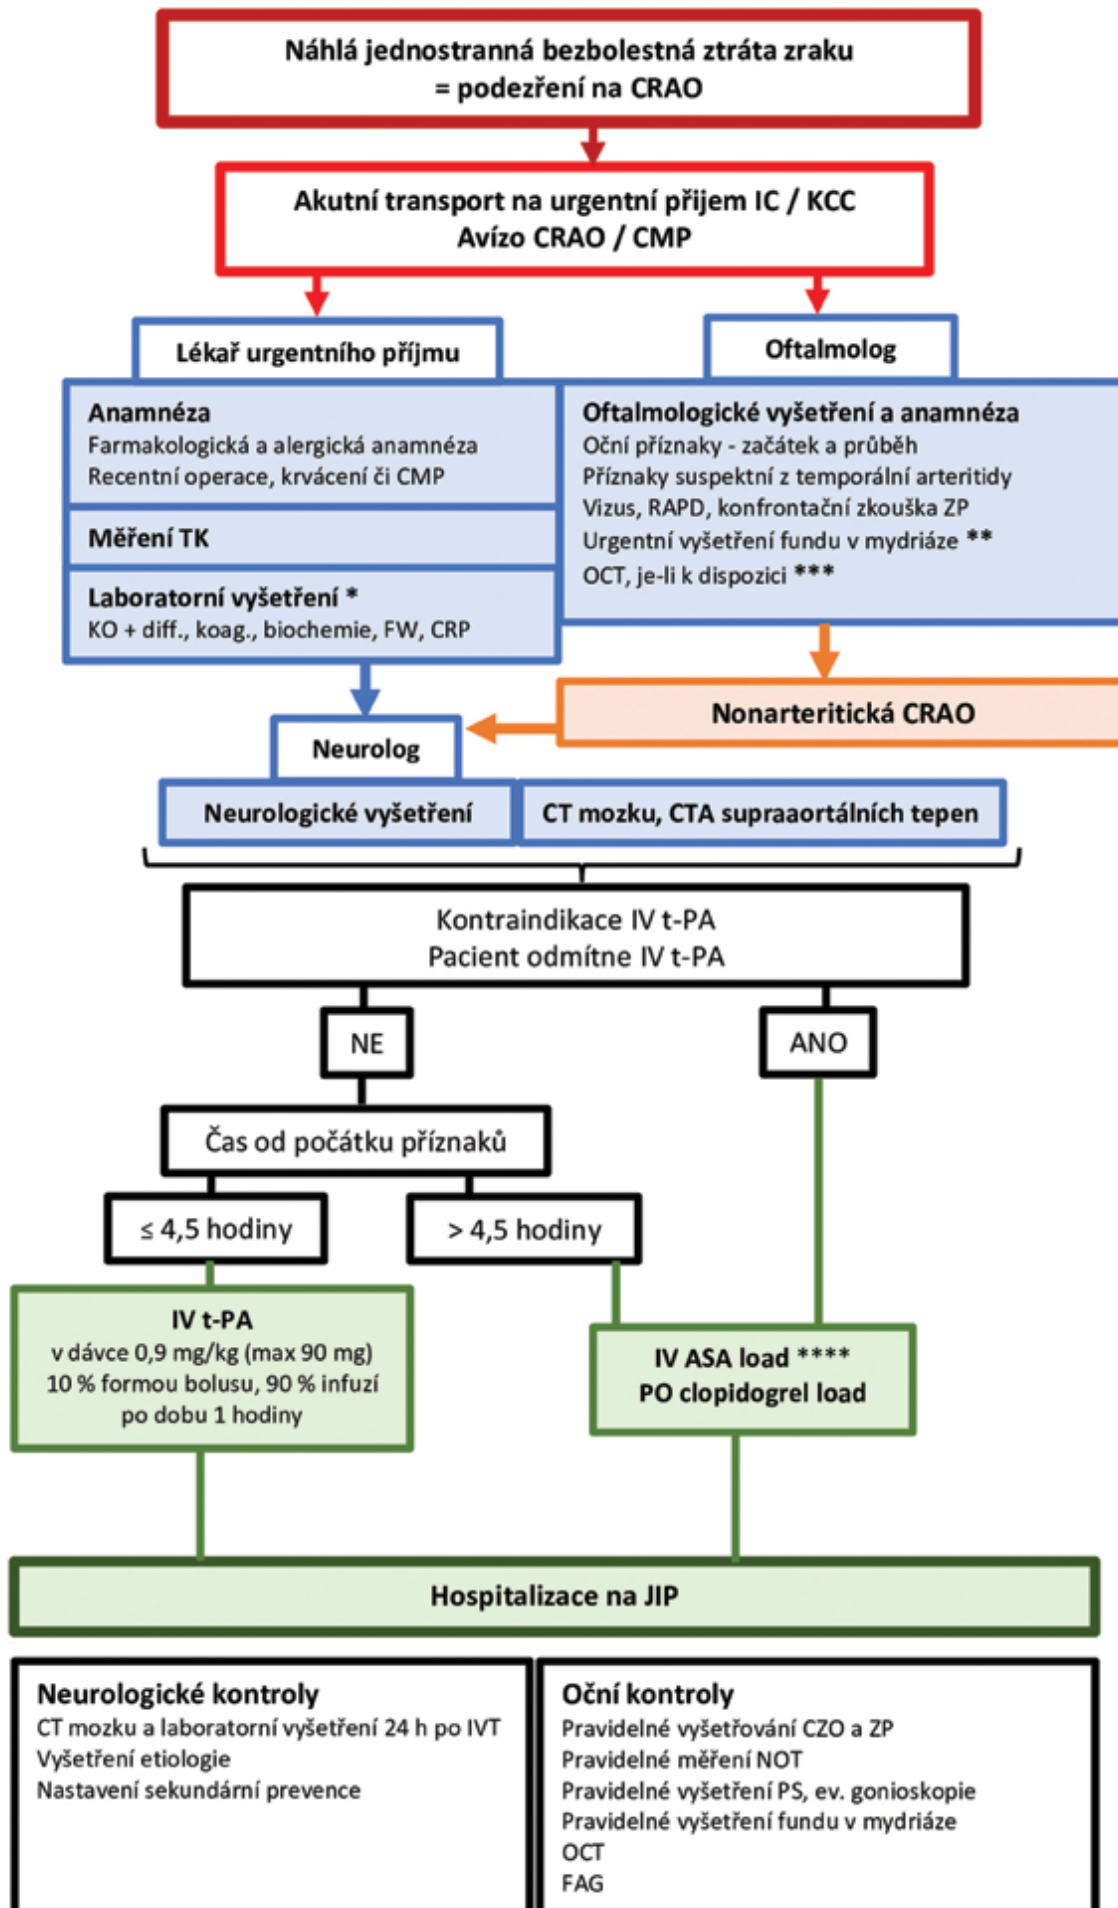 Náhlá jednostranná bezbolestná ztráta zraku
= podezření na CRAO
Akutní transport na urgentní přijem IC / KCC
Avízo CRAO / CMP
Lékař urgentního příjmu
Anamnéza
Farmakologická a alergická anamnéza
Recentní operace, krvácení či CMP
Měření TK
Laboratorní vyšetření *
KO + diff., koag., biochemie, FW, CRP
Oftalmolog
Oftalmologické vyšetření a anamnéza
Oční příznaky - začátek a průběh
Příznaky suspektní z temporální arteritidy
Vizus, RAPD, konfrontační zkouška ZP
Urgentní vyšetření fundu v mydriáze **
OCT, je-li k dispozici ***
Nonarteritická CRAO
Neurolog
Neurologické vyšetření
CT mozku, CTA supraaortálních tepen
Kontraindikace IV t-PA
Pacient odmítne IV t-PA
NE
ANO
Čas od počátku příznaků
≤ 4,5 hodiny
> 4,5 hodiny
IV t-PA
v dávce 0,9 mg/kg (max 90 mg)
10 % formou bolusu, 90 % infuzí
po dobu 1 hodiny
IV ASA load ****
PO clopidogrel load
Hospitalizace na JIP
Neurologické kontroly
CT mozku a laboratorní vyšetření 24 h po IVT
Vyšetření etiologie
Nastavení sekundární prevence
Oční kontroly
Pravidelné vyšetřování CZO a ZP
Pravidelné měření NOT
Pravidelné vyšetření PS, ev. gonioskopie
Pravidelné vyšetření fundu v mydriáze
OCT
FAG